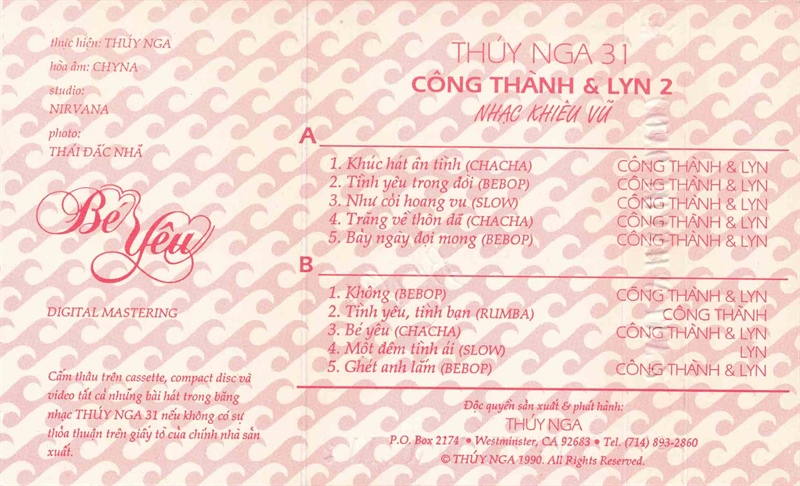 thực hiện: THÚY NGA
hòa âm: CHYNA
studio:
NIRVANA
photo:
THÁI ĐẮC NHÃ
Bé Yêu
DIGITAL MASTERING
Cấm thâu trên cassette, compact disc và
video tất cả những bài hát trong băng
nhạc THÚY NGA 31 nếu không có sự
thỏa thuận trên giấy tờ của chính nhà sản
xuất.
THÚY NGA 31
CÔNG THÀNH & LYN 2
NHẠC KHIÊU VŨ
A
1. Khúc hát ân tình (CHACHA) CÔNG THÀNH & LYN
2. Tình yêu trong đời (BEBOP) CÔNG THÀNH & LYN
3. Như cỏi hoang vu (SLOW) CÔNG THÀNH & LYN
4. Trăng về thôn dã (CHACHA) CÔNG THÀNH & LYN
5. Bảy ngày đợi mong (BEBOP) CÔNG THÀNH & LYN
B
1. Không (BEBOP) CÔNG THÀNH & LYN
2. Tình yêu, tình bạn (RUMBA) CÔNG THÀNH
3. Bé yêu (CHACHA) CÔNG THÀNH & LYN
4. Một đêm tình ái (SLOW) LYN
5. Ghét anh lắm (BEBOP) CÔNG THÀNH & LYN
Độc quyền sản xuất & phát hành:
THÚY NGA
P.O. Box 2174 • Westminster, CA 92683 • Tel. (714) 893-2860
© THÚY NGA 1990. All Rights Reserved.